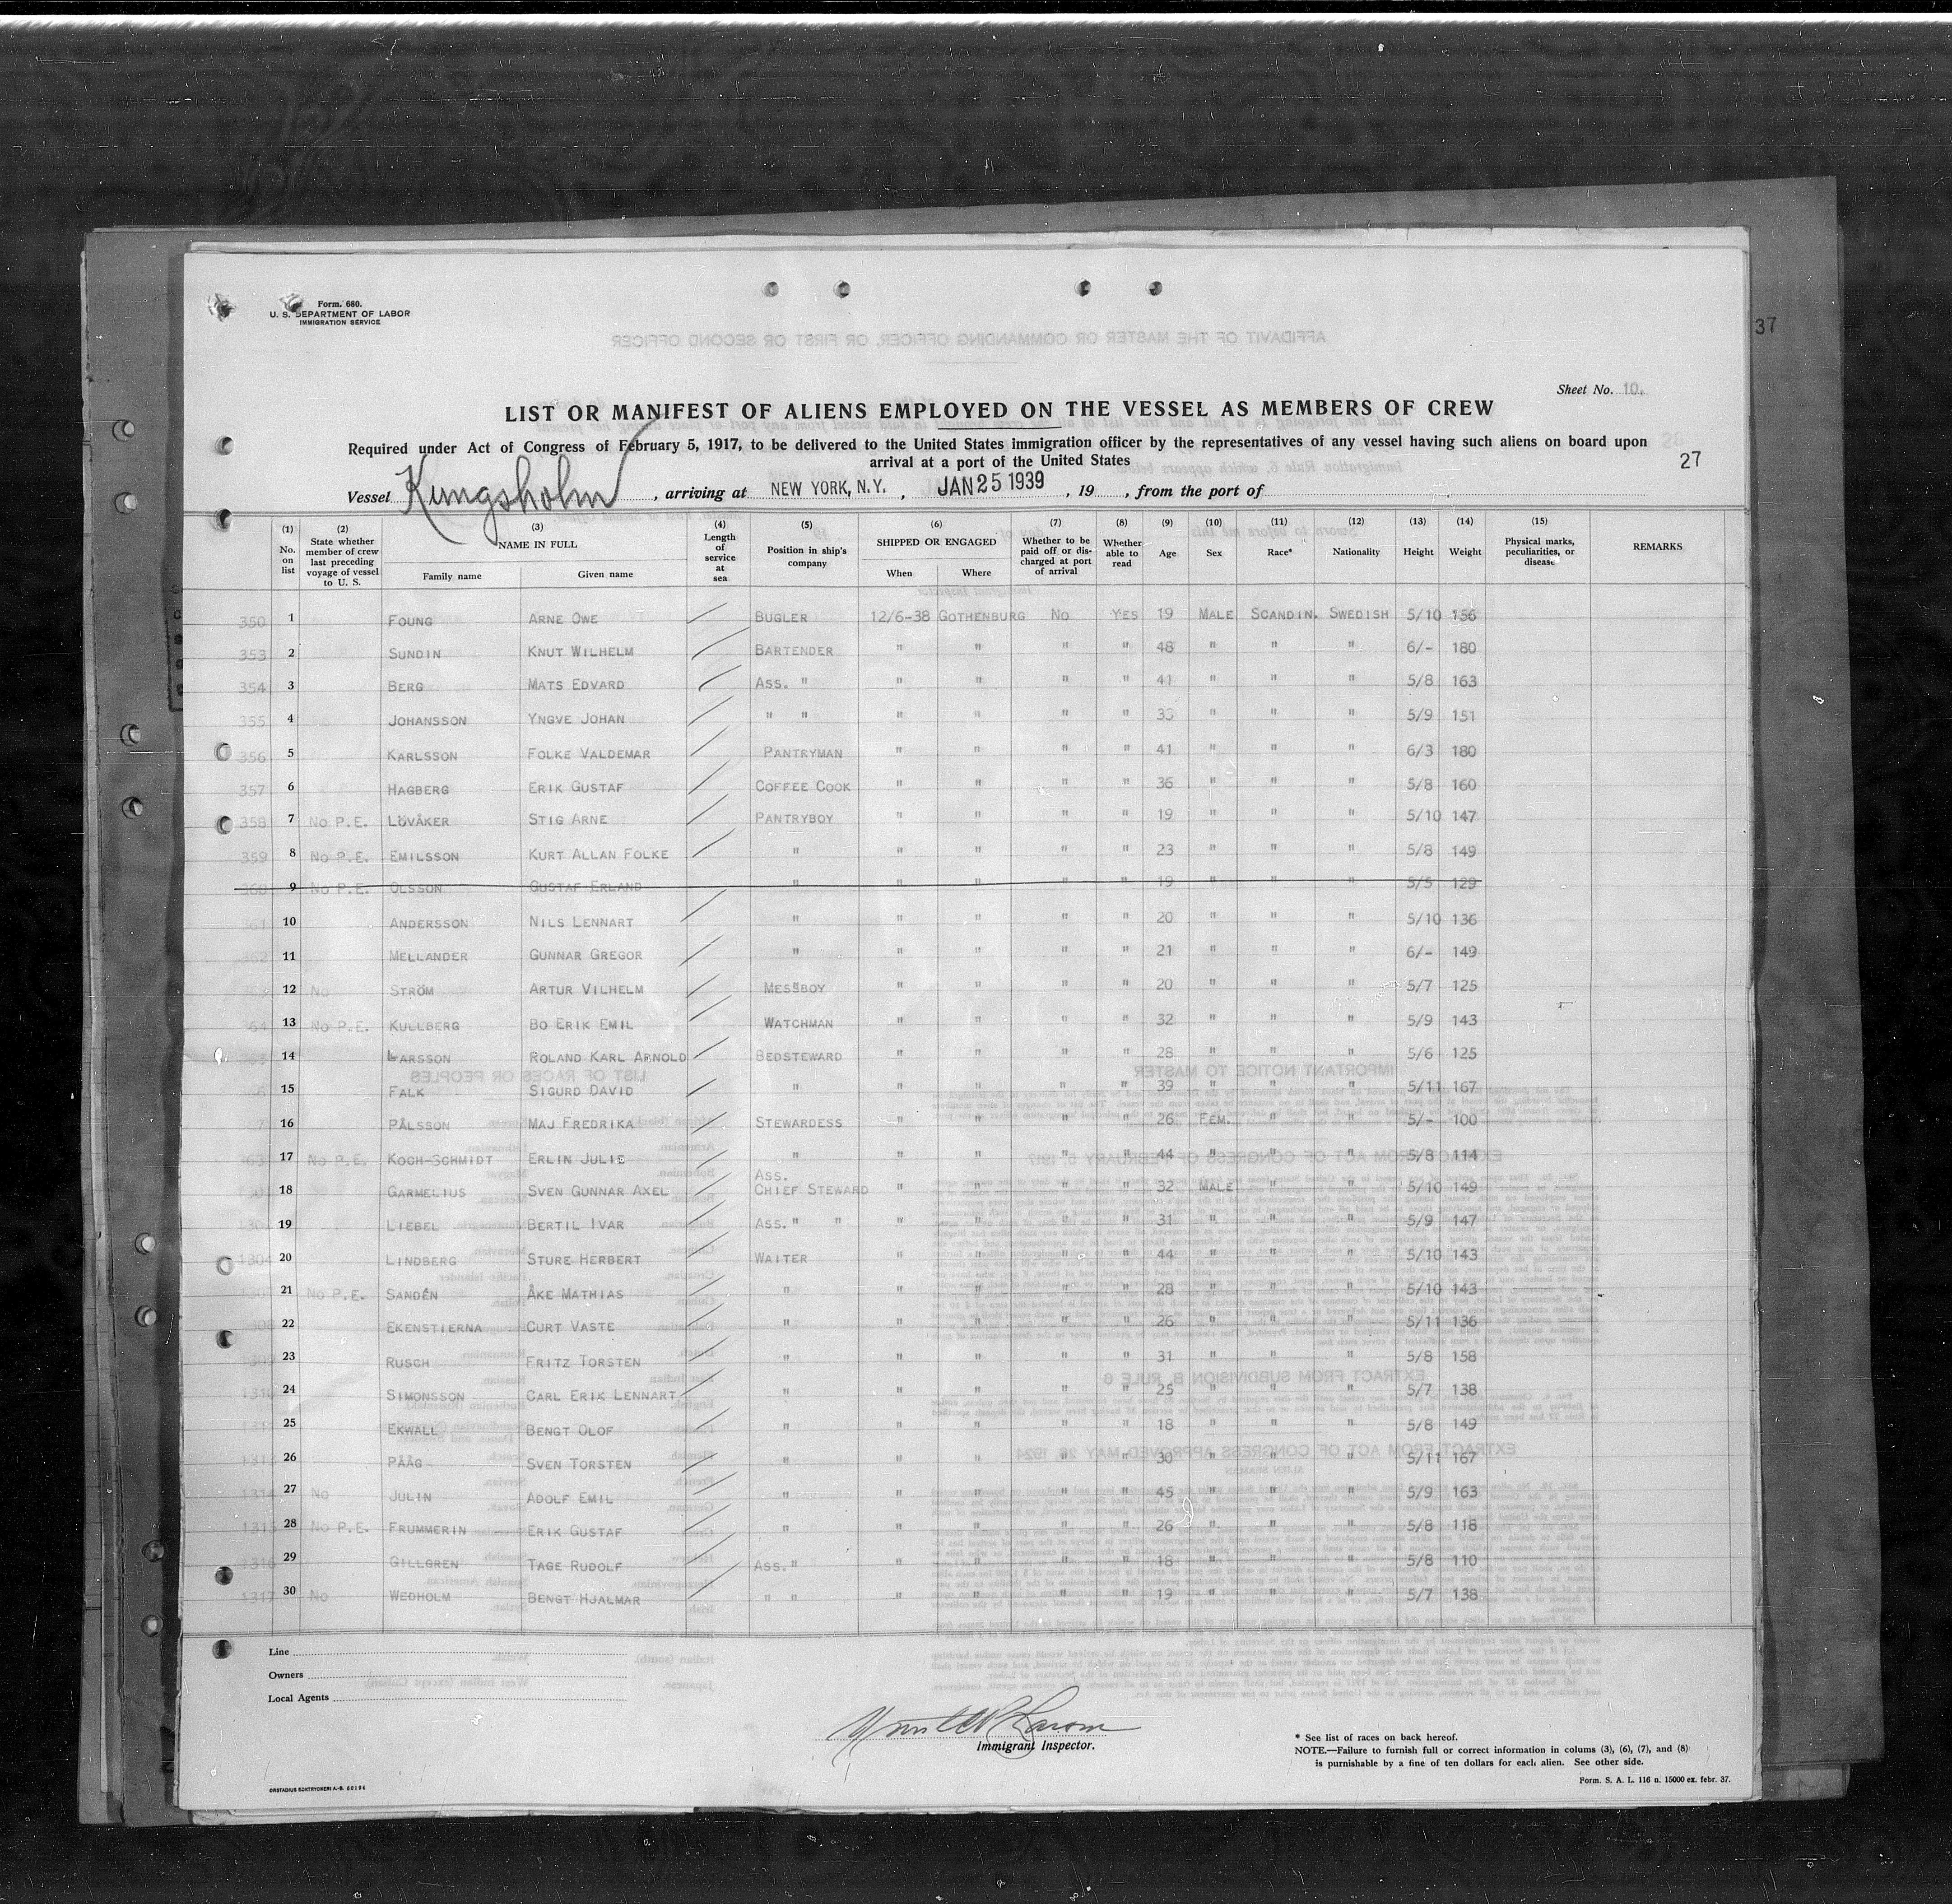 Form. 680.
U. S. DEPARTMENT OF LABOR
IMMIGRATION SERVICE
37
Sheet No. 10.
LIST OR MANIFEST OF ALIENS EMPLOYED ON THE VESSEL AS MEMBERS OF CREW
Required under Act of Congress of February 5, 1917, to be delivered to the United States immigration officer by the representatives of any vessel having such aliens on board upon
arrival at a port of the United States
27
Vessel Kungsholm, arriving at NEW YORK, N.Y., JAN 25 1939, 19 , from the port of
(1) No. on list (2) State whether member of crew last preceding voyage of vessel to U. S. (3) NAME IN FULL Family name Given name (4) Length of service at sea (5) Position in ship's company (6) SHIPPED OR ENGAGED When Where (7) Whether to be paid off or discharged at port of arrival (8) Whether able to read (9) Age (10) Sex (11) Race* (12) Nationality (13) Height (14) Weight (15) Physical marks, peculiarities, or disease REMARKS
350 1 FOUNG ARNE OWE BUGLER 12/6-38 GOTHENBURG NO YES 19 MALE SCANDIN. SWEDISH 5/10 156
353 2 SUNDIN KNUT WILHELM BARTENDER " " " " 48 " " " 6/- 180
354 3 BERG MATS EDVARD ASS. " " " " " 41 " " " 5/8 163
355 4 JOHANSSON YNGVE JOHAN " " " " " " 33 " " " 5/9 151
356 5 KARLSSON FOLKE VALDEMAR PANTRYMAN " " " " 41 " " " 6/3 180
357 6 HAGBERG ERIK GUSTAF COFFEE COOK " " " " 36 " " " 5/8 160
358 7 NO P.E. LÖVÅKER STIG ARNE PANTRYBOY " " " " 19 " " " 5/10 147
359 8 NO P.E. EMILSSON KURT ALLAN FOLKE " " " " " 23 " " " 5/8 149
360 9 NO P.E. OLSSON GUSTAF ERLAND " " " " " 19 " " " 5/5 129
361 10 ANDERSSON NILS LENNART " " " " " 20 " " " 5/10 136
11 MELLANDER GUNNAR GREGOR " " " " " 21 " " " 6/- 149
12 NO STRÖM ARTUR VILHELM MESSBOY " " " " 20 " " " 5/7 125
13 NO P.E. KULLBERG BO ERIK EMIL WATCHMAN " " " " 32 " " " 5/9 143
14 LARSSON ROLAND KARL ARNOLD BEDSTEWARD " " " " 28 " " " 5/6 125
15 FALK SIGURD DAVID " " " " " 39 " " " 5/11 167
16 PÅLSSON MAJ FREDRIKA STEWARDESS " " " " 26 FEM. " " 5/- 100
17 NO P.E. KOCH-SCHMIDT ERLIN JULIE " " " " " 44 " " " 5/8 114
18 GARMELIUS SVEN GUNNAR AXEL ASS. CHIEF STEWARD " " " " 32 MALE " " 5/10 149
19 LIEBEL BERTIL IVAR ASS. " " " " " " 31 " " " 5/9 147
1304 20 LINDBERG STURE HERBERT WAITER " " " " 44 " " " 5/10 143
21 NO P.E. SANDÉN ÅKE MATHIAS " " " " " 28 " " " 5/10 143
22 EKENSTIERNA CURT VASTE " " " " " 26 " " " 5/11 136
23 RUSCH FRITZ TORSTEN " " " " " 31 " " " 5/8 158
1310 24 SIMONSSON CARL ERIK LENNART " " " " " 25 " " " 5/7 138
25 EKWALL BENGT OLOF " " " " " 18 " " " 5/8 149
26 PÅÅG SVEN TORSTEN " " " " " 30 " " " 5/11 167
1314 27 NO JULIN ADOLF EMIL " " " " " 45 " " " 5/9 163
1315 28 NO P.E. FRUMMERIN ERIK GUSTAF " " " " " 26 " " " 5/8 118
1316 29 GILLGREN TAGE RUDOLF ASS. " " " " " 18 " " " 5/8 110
1317 30 NO WEDHOLM BENGT HJALMAR " " " " " " 19 " " " 5/7 138
Line
Owners
Local Agents
Immigrant Inspector.
* See list of races on back hereof.
NOTE.—Failure to furnish full or correct information in colums (3), (6), (7), and (8)
is purnishable by a fine of ten dollars for each alien. See other side.
Form. S. A. L. 116 n. 15000 ex. febr. 37.